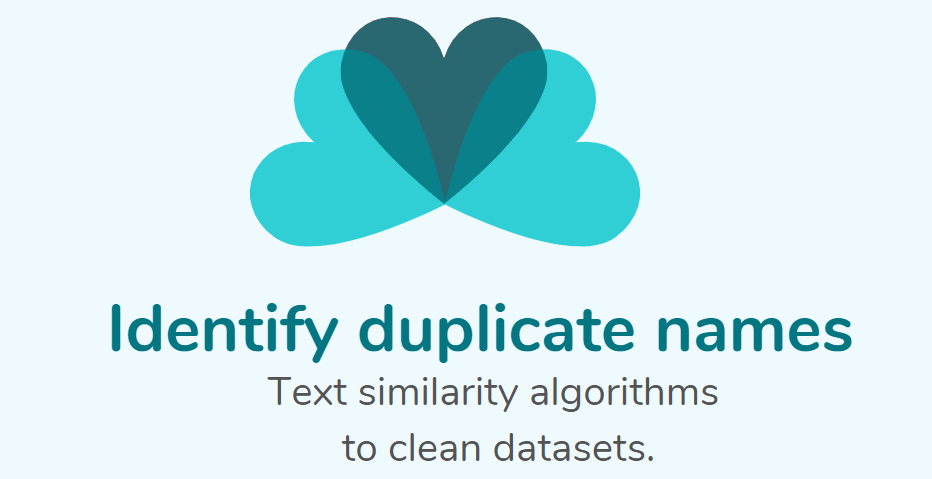 Identify duplicate names
Text similarity algorithms
to clean datasets.